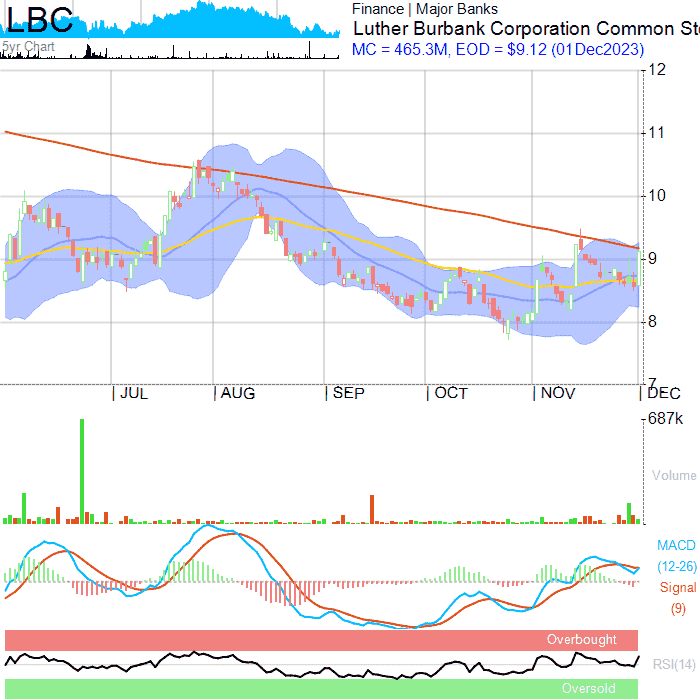 LBC
5yr Chart
Finance | Major Banks
Luther Burbank Corporation Common Sto
MC = 465.3M, EOD = $9.12 (01Dec2023)
12
11
10
9
8
7
JUL AUG SEP OCT NOV DEC
687k
Volume
MACD
(12-26)
Signal
(9)
Overbought
RSI(14)
Oversold